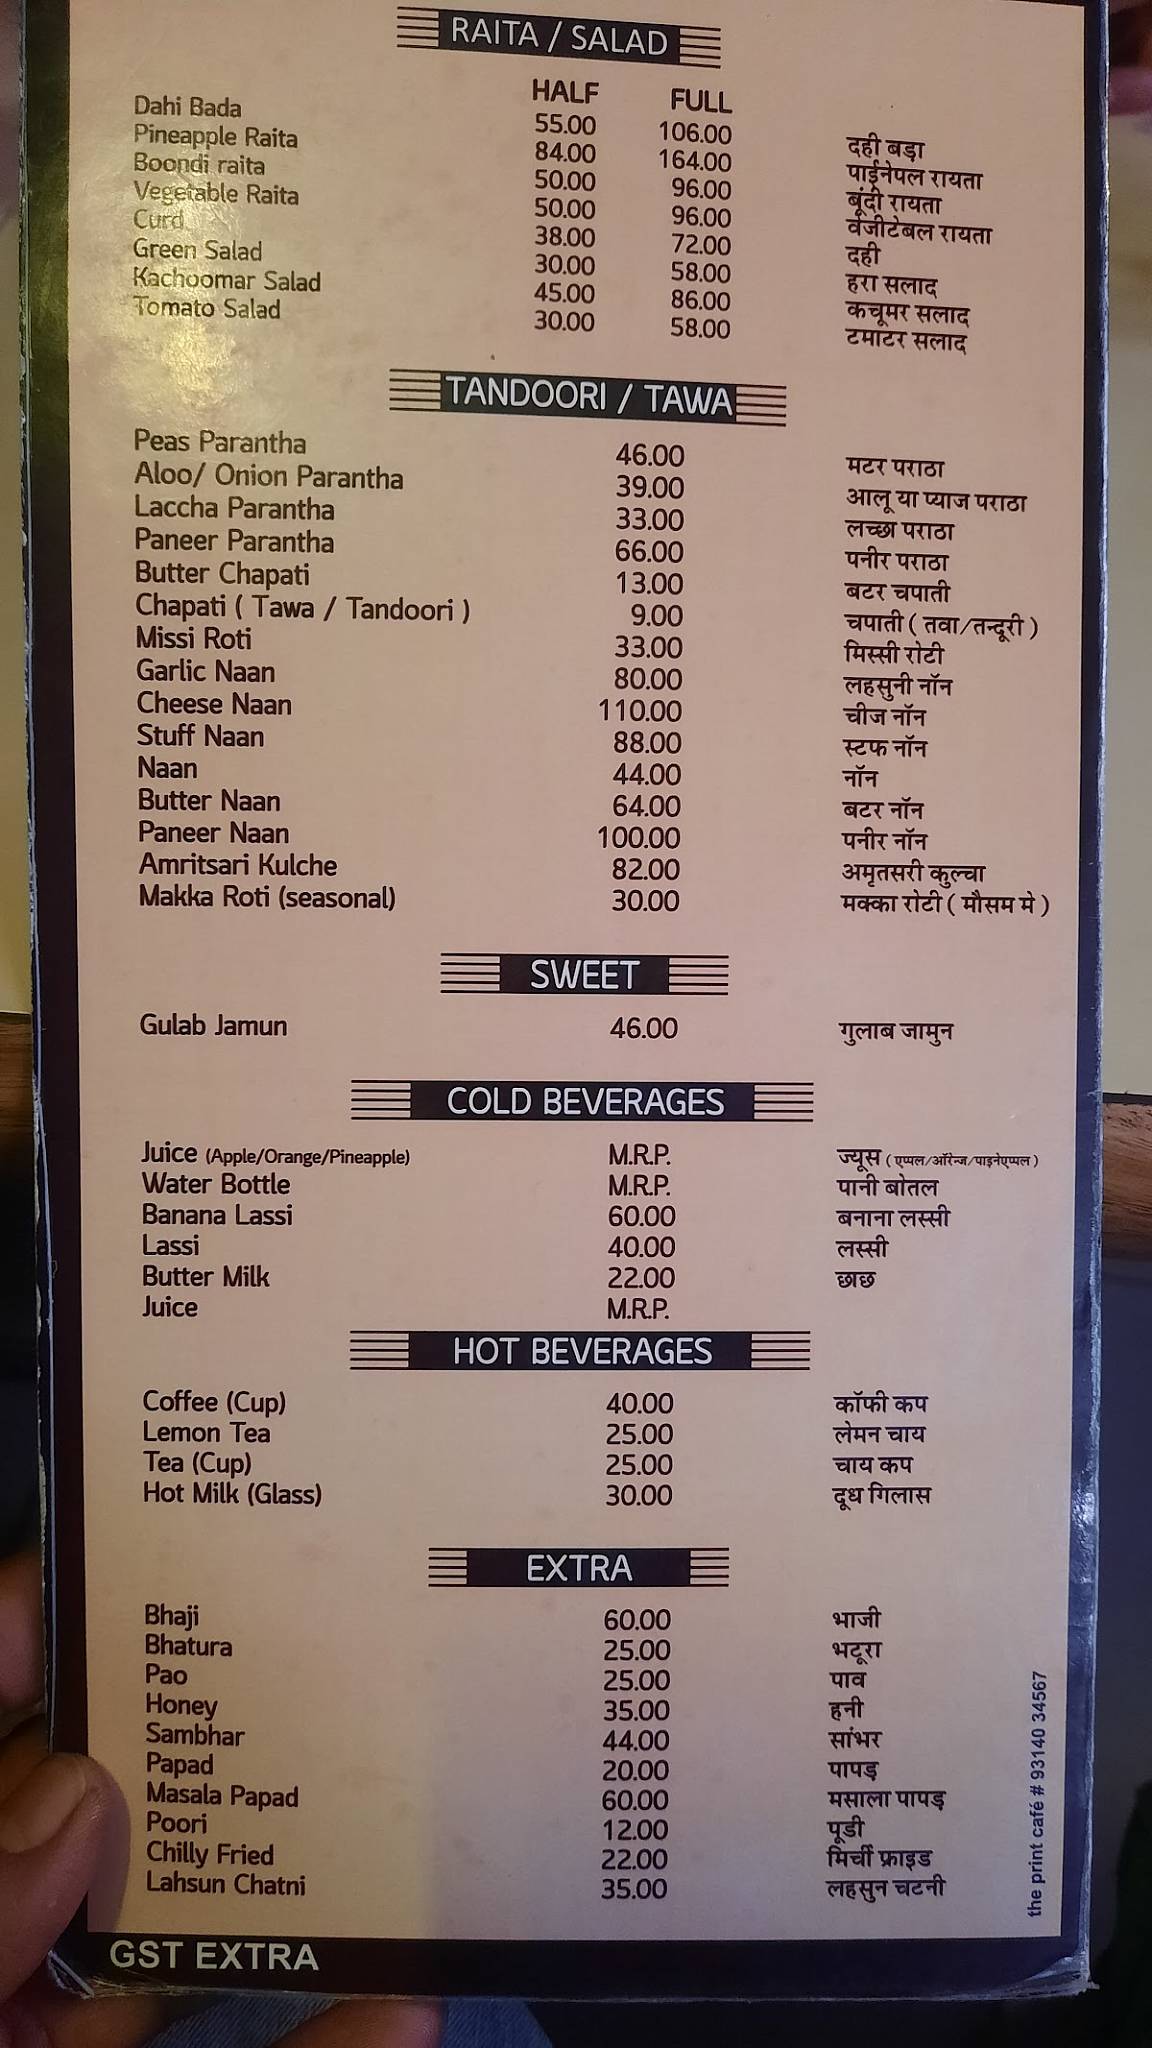 RAITA / SALAD
HALF FULL
Dahi Bada 55.00 106.00 दही बड़ा
Pineapple Raita 84.00 164.00 पाईनेपल रायता
Boondi raita 50.00 96.00 बूंदी रायता
Vegetable Raita 50.00 96.00 वेजीटेबल रायता
Curd 38.00 72.00 दही
Green Salad 30.00 58.00 हरा सलाद
Kachoomar Salad 45.00 86.00 कचूमर सलाद
Tomato Salad 30.00 58.00 टमाटर सलाद
TANDOORI / TAWA
Peas Parantha 46.00 मटर पराठा
Aloo/ Onion Parantha 39.00 आलू या प्याज पराठा
Laccha Parantha 33.00 लच्छा पराठा
Paneer Parantha 66.00 पनीर पराठा
Butter Chapati 13.00 बटर चपाती
Chapati ( Tawa / Tandoori ) 9.00 चपाती ( तवा/तन्दूरी )
Missi Roti 33.00 मिस्सी रोटी
Garlic Naan 80.00 लहसुनी नॉन
Cheese Naan 110.00 चीज नॉन
Stuff Naan 88.00 स्टफ नॉन
Naan 44.00 नॉन
Butter Naan 64.00 बटर नॉन
Paneer Naan 100.00 पनीर नॉन
Amritsari Kulche 82.00 अमृतसरी कुल्चा
Makka Roti (seasonal) 30.00 मक्का रोटी ( मौसम मे )
SWEET
Gulab Jamun 46.00 गुलाब जामुन
COLD BEVERAGES
Juice (Apple/Orange/Pineapple) M.R.P. ज्यूस ( एप्पल/ऑरेन्ज/पाइनेएप्पल )
Water Bottle M.R.P. पानी बोतल
Banana Lassi 60.00 बनाना लस्सी
Lassi 40.00 लस्सी
Butter Milk 22.00 छाछ
Juice M.R.P.
HOT BEVERAGES
Coffee (Cup) 40.00 कॉफी कप
Lemon Tea 25.00 लेमन चाय
Tea (Cup) 25.00 चाय कप
Hot Milk (Glass) 30.00 दूध गिलास
EXTRA
Bhaji 60.00 भाजी
Bhatura 25.00 भटूरा
Pao 25.00 पाव
Honey 35.00 हनी
Sambhar 44.00 सांभर
Papad 20.00 पापड़
Masala Papad 60.00 मसाला पापड़
Poori 12.00 पूडी
Chilly Fried 22.00 मिर्ची फ्राइड
Lahsun Chatni 35.00 लहसुन चटनी
the print café # 93140 34567
GST EXTRA